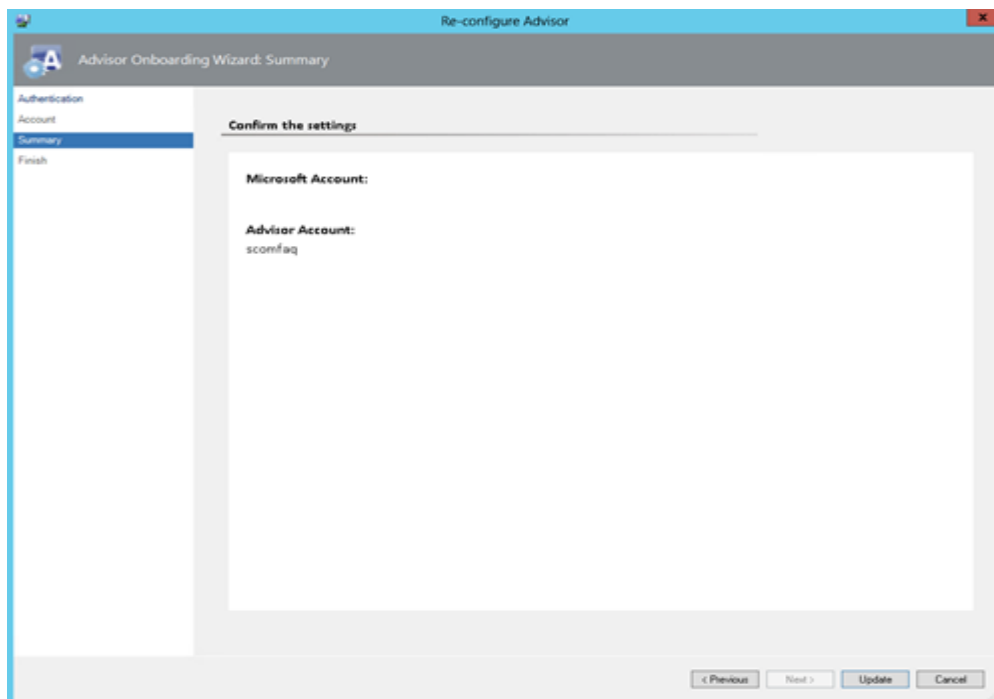 Re-configure Advisor
x
Advisor Onboarding Wizard: Summary
Authentication
Account
Summary
Finish
Confirm the settings
Microsoft Account:
Advisor Account:
scomfaq
< Previous
Next >
Update
Cancel